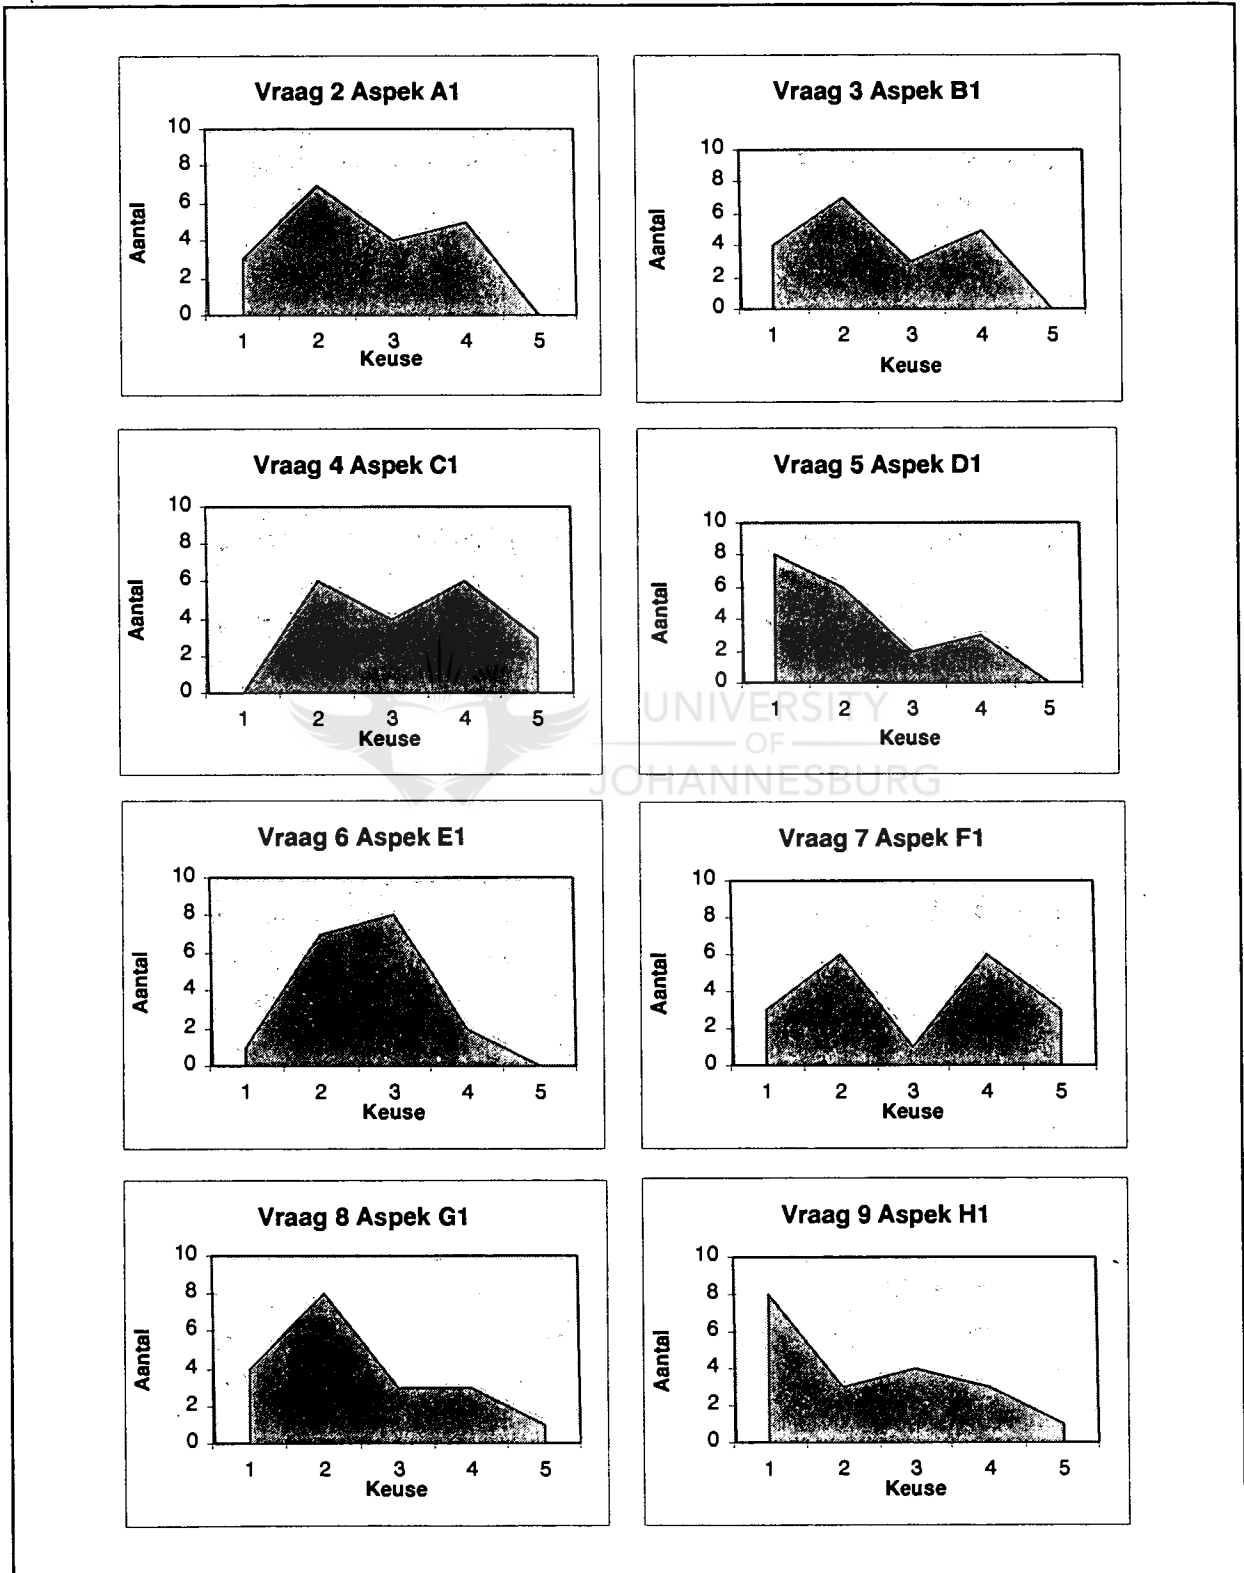 Vraag 2 Aspek A1
10
8
6
4
2
0
Aantal
1 2 3 4 5
Keuse
Vraag 3 Aspek B1
10
8
6
4
2
0
Aantal
1 2 3 4 5
Keuse
Vraag 4 Aspek C1
10
8
6
4
2
0
Aantal
1 2 3 4 5
Keuse
Vraag 5 Aspek D1
10
8
6
4
2
0
Aantal
1 2 3 4 5
Keuse
UNIVERSITY
OF
JOHANNESBURG
Vraag 6 Aspek E1
10
8
6
4
2
0
Aantal
1 2 3 4 5
Keuse
Vraag 7 Aspek F1
10
8
6
4
2
0
Aantal
1 2 3 4 5
Keuse
Vraag 8 Aspek G1
10
8
6
4
2
0
Aantal
1 2 3 4 5
Keuse
Vraag 9 Aspek H1
10
8
6
4
2
0
Aantal
1 2 3 4 5
Keuse